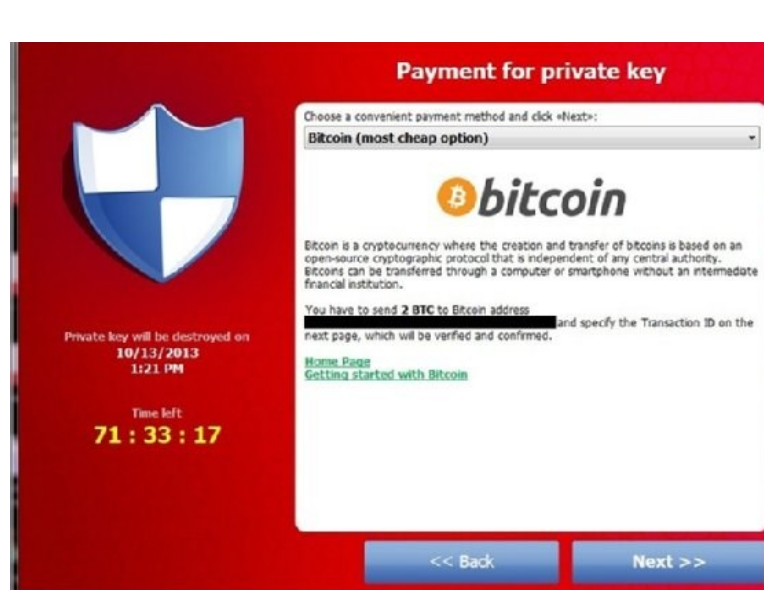 Payment for private key
Choose a convenient payment method and click «Next»:
Bitcoin (most cheap option)
bitcoin
Bitcoin is a cryptocurrency where the creation and transfer of bitcoins is based on an
open-source cryptographic protocol that is independent of any central authority.
Bitcoins can be transferred through a computer or smartphone without an intermediate
financial institution.
You have to send 2 BTC to Bitcoin address
and specify the Transaction ID on the
next page, which will be verified and confirmed.
Home Page
Getting started with Bitcoin
Private key will be destroyed on
10/13/2013
1:21 PM
Time left
71 : 33 : 17
<< Back
Next >>